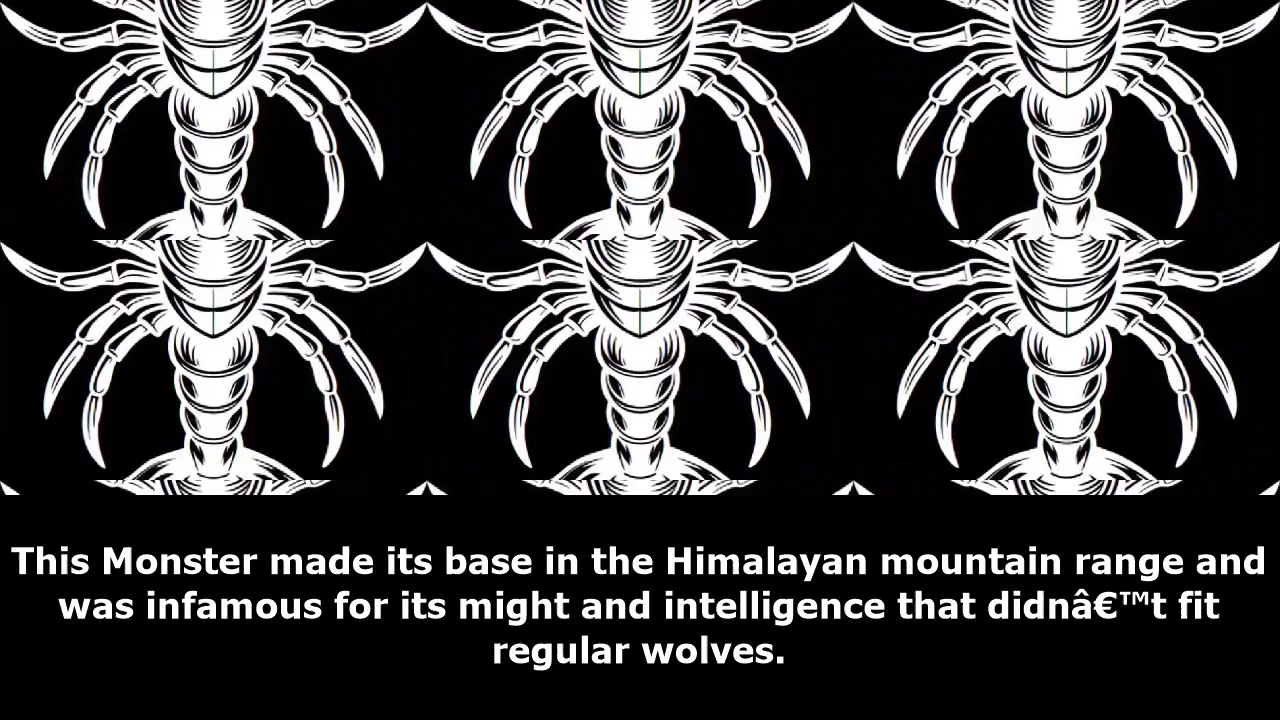 This Monster made its base in the Himalayan mountain range and
was infamous for its might and intelligence that didnâ€™t fit
regular wolves.